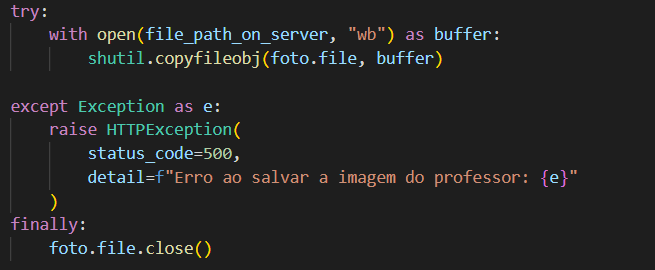 try:
    with open(file_path_on_server, "wb") as buffer:
        shutil.copyfileobj(foto.file, buffer)

except Exception as e:
    raise HTTPException(
        status_code=500,
        detail=f"Erro ao salvar a imagem do professor: {e}"
    )
finally:
    foto.file.close()